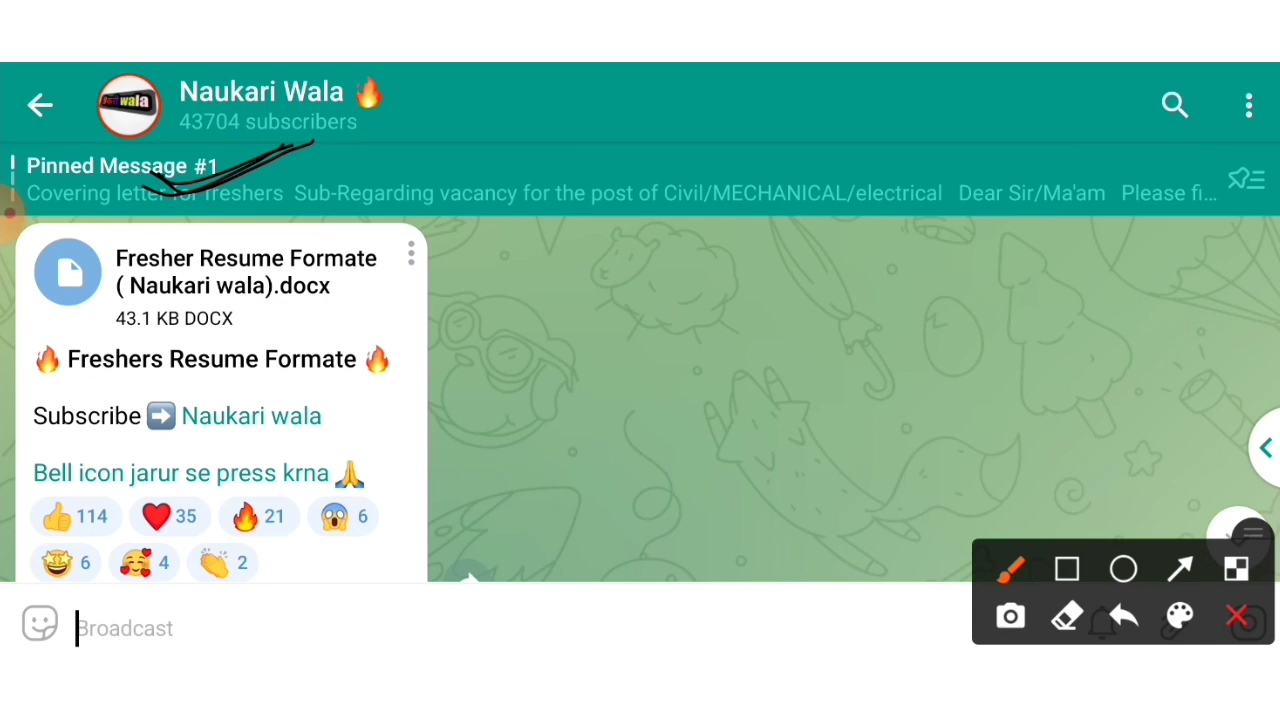 Naukari Wala 🔥
43704 subscribers
Pinned Message #1
Covering letter for freshers Sub-Regarding vacancy for the post of Civil/MECHANICAL/electrical Dear Sir/Ma'am Please fi...
Fresher Resume Formate
( Naukari wala).docx
43.1 KB DOCX
🔥 Freshers Resume Formate 🔥
Subscribe ➡️ Naukari wala
Bell icon jarur se press krna 🙏
👍 114 ❤️ 35 🔥 21 😱 6
🤩 6 🥰 4 👏 2
Broadcast